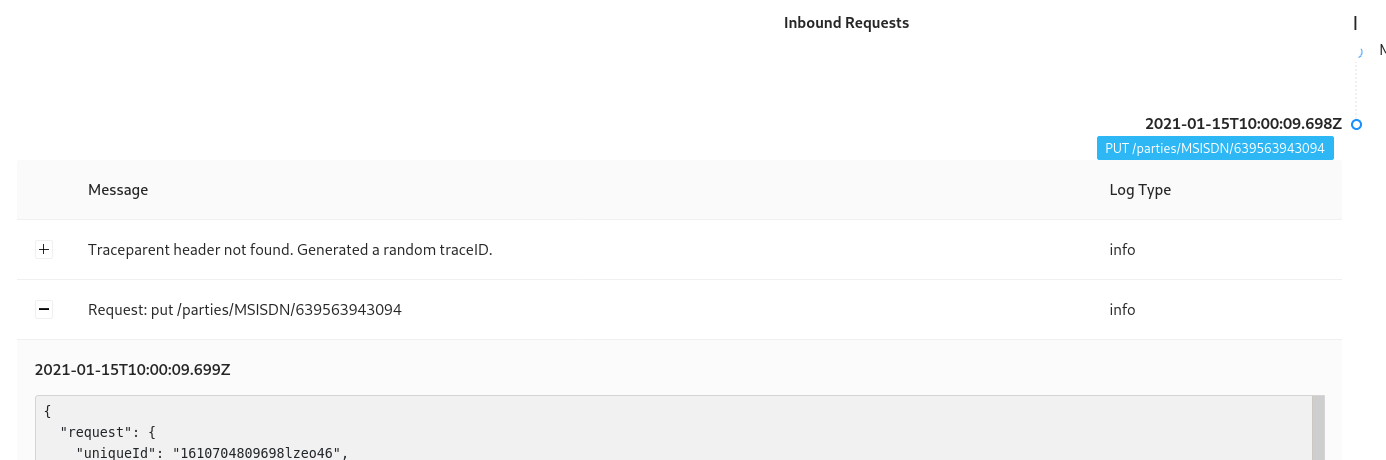 Inbound Requests
2021-01-15T10:00:09.698Z
PUT /parties/MSISDN/639563943094
Message Log Type
Traceparent header not found. Generated a random traceID. info
Request: put /parties/MSISDN/639563943094 info
2021-01-15T10:00:09.699Z
{
"request": {
"uniqueId": "1610704809698lzeo46",